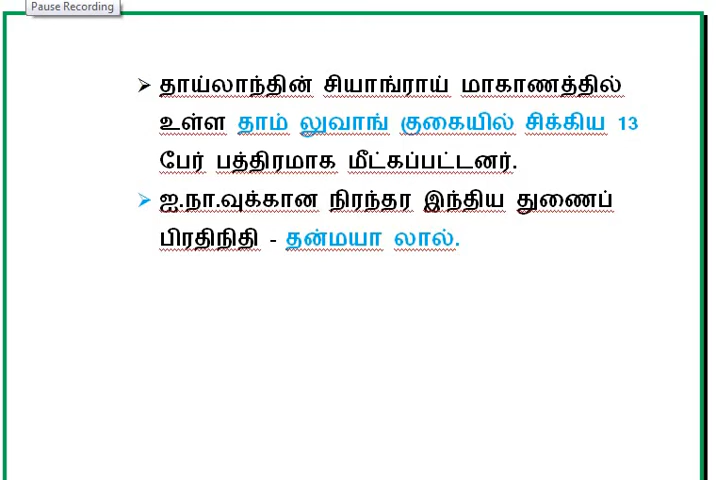 Pause Recording
➢ தாய்லாந்தின் சியாங்ராய் மாகாணத்தில்
உள்ள தாம் லுவாங் குகையில் சிக்கிய 13
பேர் பத்திரமாக மீட்கப்பட்டனர்.
➢ ஐ.நா.வுக்கான நிரந்தர இந்திய துணைப்
பிரதிநிதி - தன்மயா லால்.